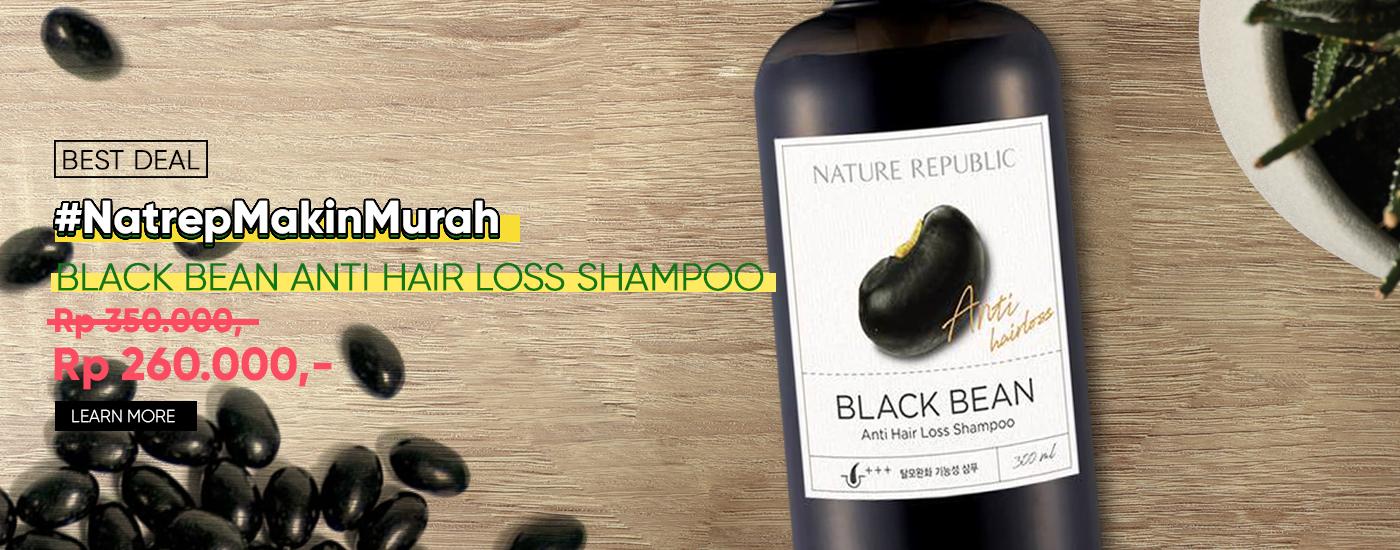 BEST DEAL
#NatrepMakinMurah
BLACK BEAN ANTI HAIR LOSS SHAMPOO
Rp 350.000,-
Rp 260.000,-
LEARN MORE
NATURE REPUBLIC
Anti
hairloss
BLACK BEAN
Anti Hair Loss Shampoo
+++ 탈모완화 기능성 샴푸
300 ml